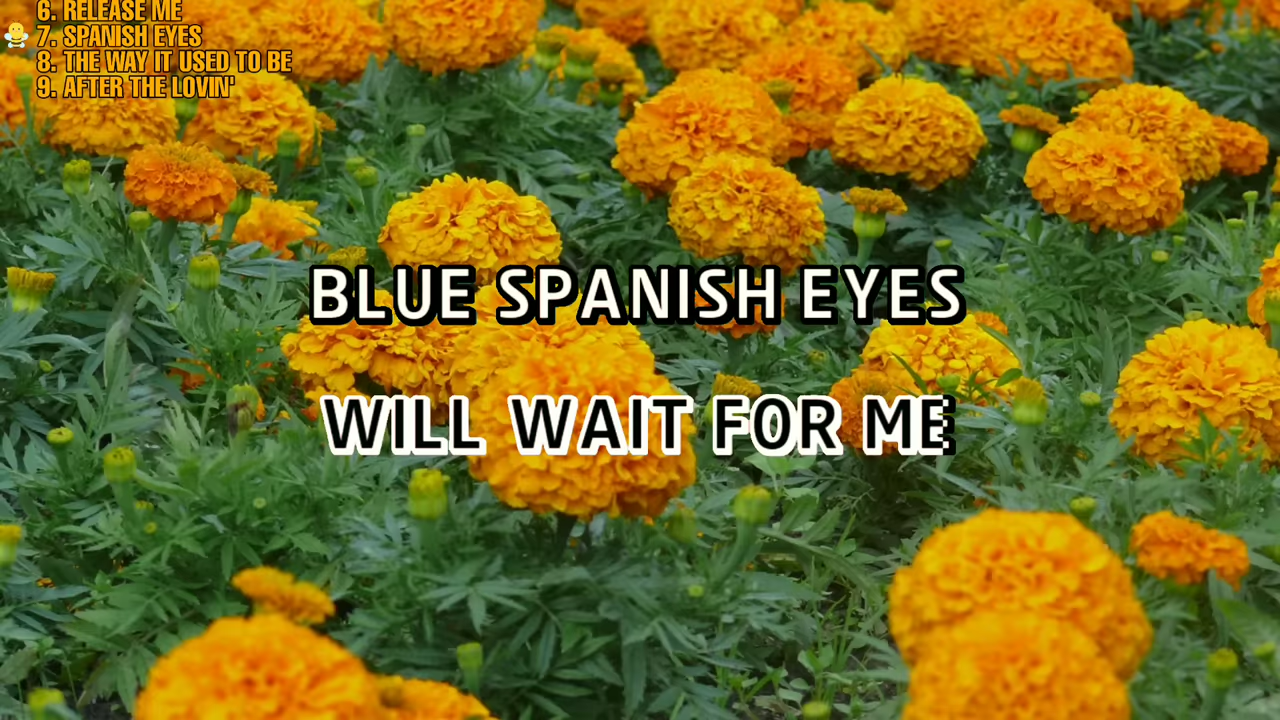 6. RELEASE ME
7. SPANISH EYES
8. THE WAY IT USED TO BE
9. AFTER THE LOVIN'
BLUE SPANISH EYES
WILL WAIT FOR ME